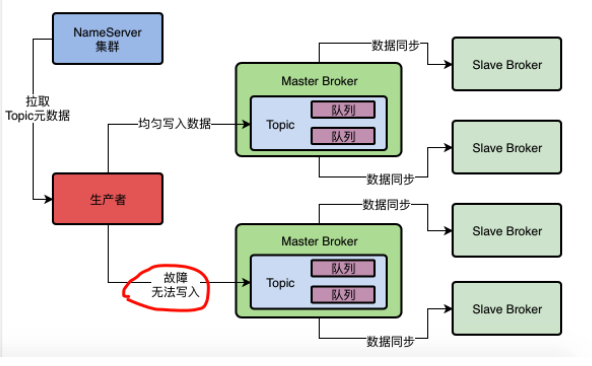 NameServer
集群
数据同步
Slave Broker
Master Broker
拉取
Topic元数据
均匀写入数据
Topic
队列
队列
Slave Broker
数据同步
生产者
数据同步
Slave Broker
Master Broker
故障
无法写入
Topic
队列
队列
Slave Broker
数据同步